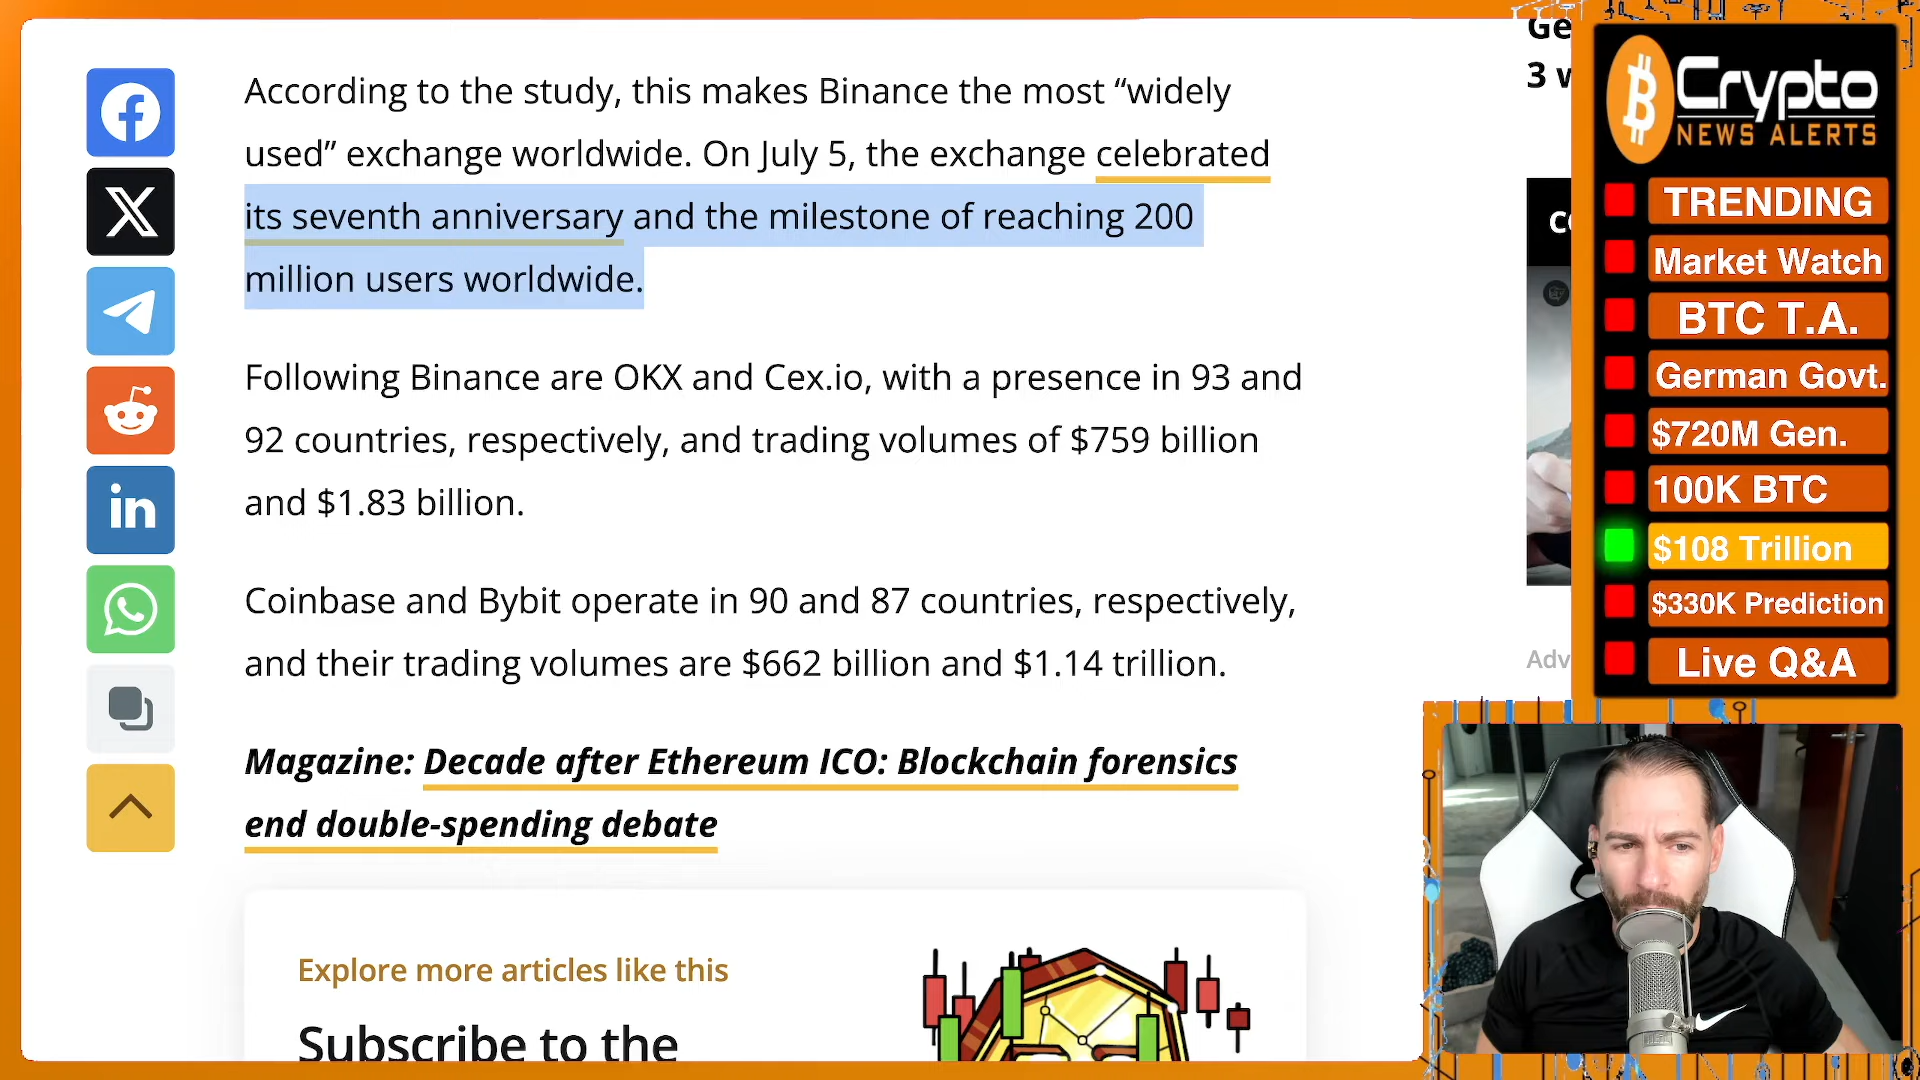 According to the study, this makes Binance the most “widely
used” exchange worldwide. On July 5, the exchange celebrated
its seventh anniversary and the milestone of reaching 200
million users worldwide.
Following Binance are OKX and Cex.io, with a presence in 93 and
92 countries, respectively, and trading volumes of $759 billion
and $1.83 billion.
Coinbase and Bybit operate in 90 and 87 countries, respectively,
and their trading volumes are $662 billion and $1.14 trillion.
Magazine: Decade after Ethereum ICO: Blockchain forensics
end double-spending debate
Explore more articles like this
Subscribe to the
Crypto
NEWS ALERTS
TRENDING
Market Watch
BTC T.A.
German Govt.
$720M Gen.
100K BTC
$108 Trillion
$330K Prediction
Live Q&A